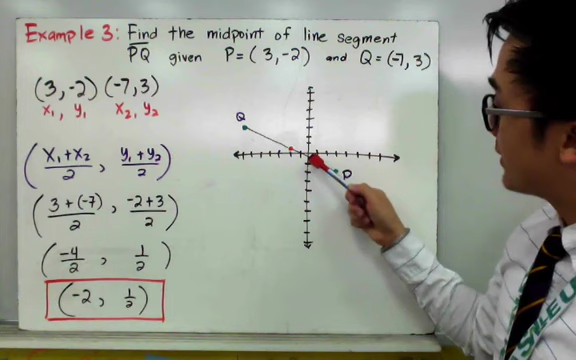 Example 3: Find the midpoint of line segment
PQ given P = ( 3, -2) and Q = (-7, 3)
(3, -2) (-7, 3)
x₁, y₁ x₂, y₂
(x₁ + x₂ / 2, y₁ + y₂ / 2)
(3 + (-7) / 2, -2 + 3 / 2)
(-4 / 2, 1 / 2)
(-2, 1/2)
Q
P